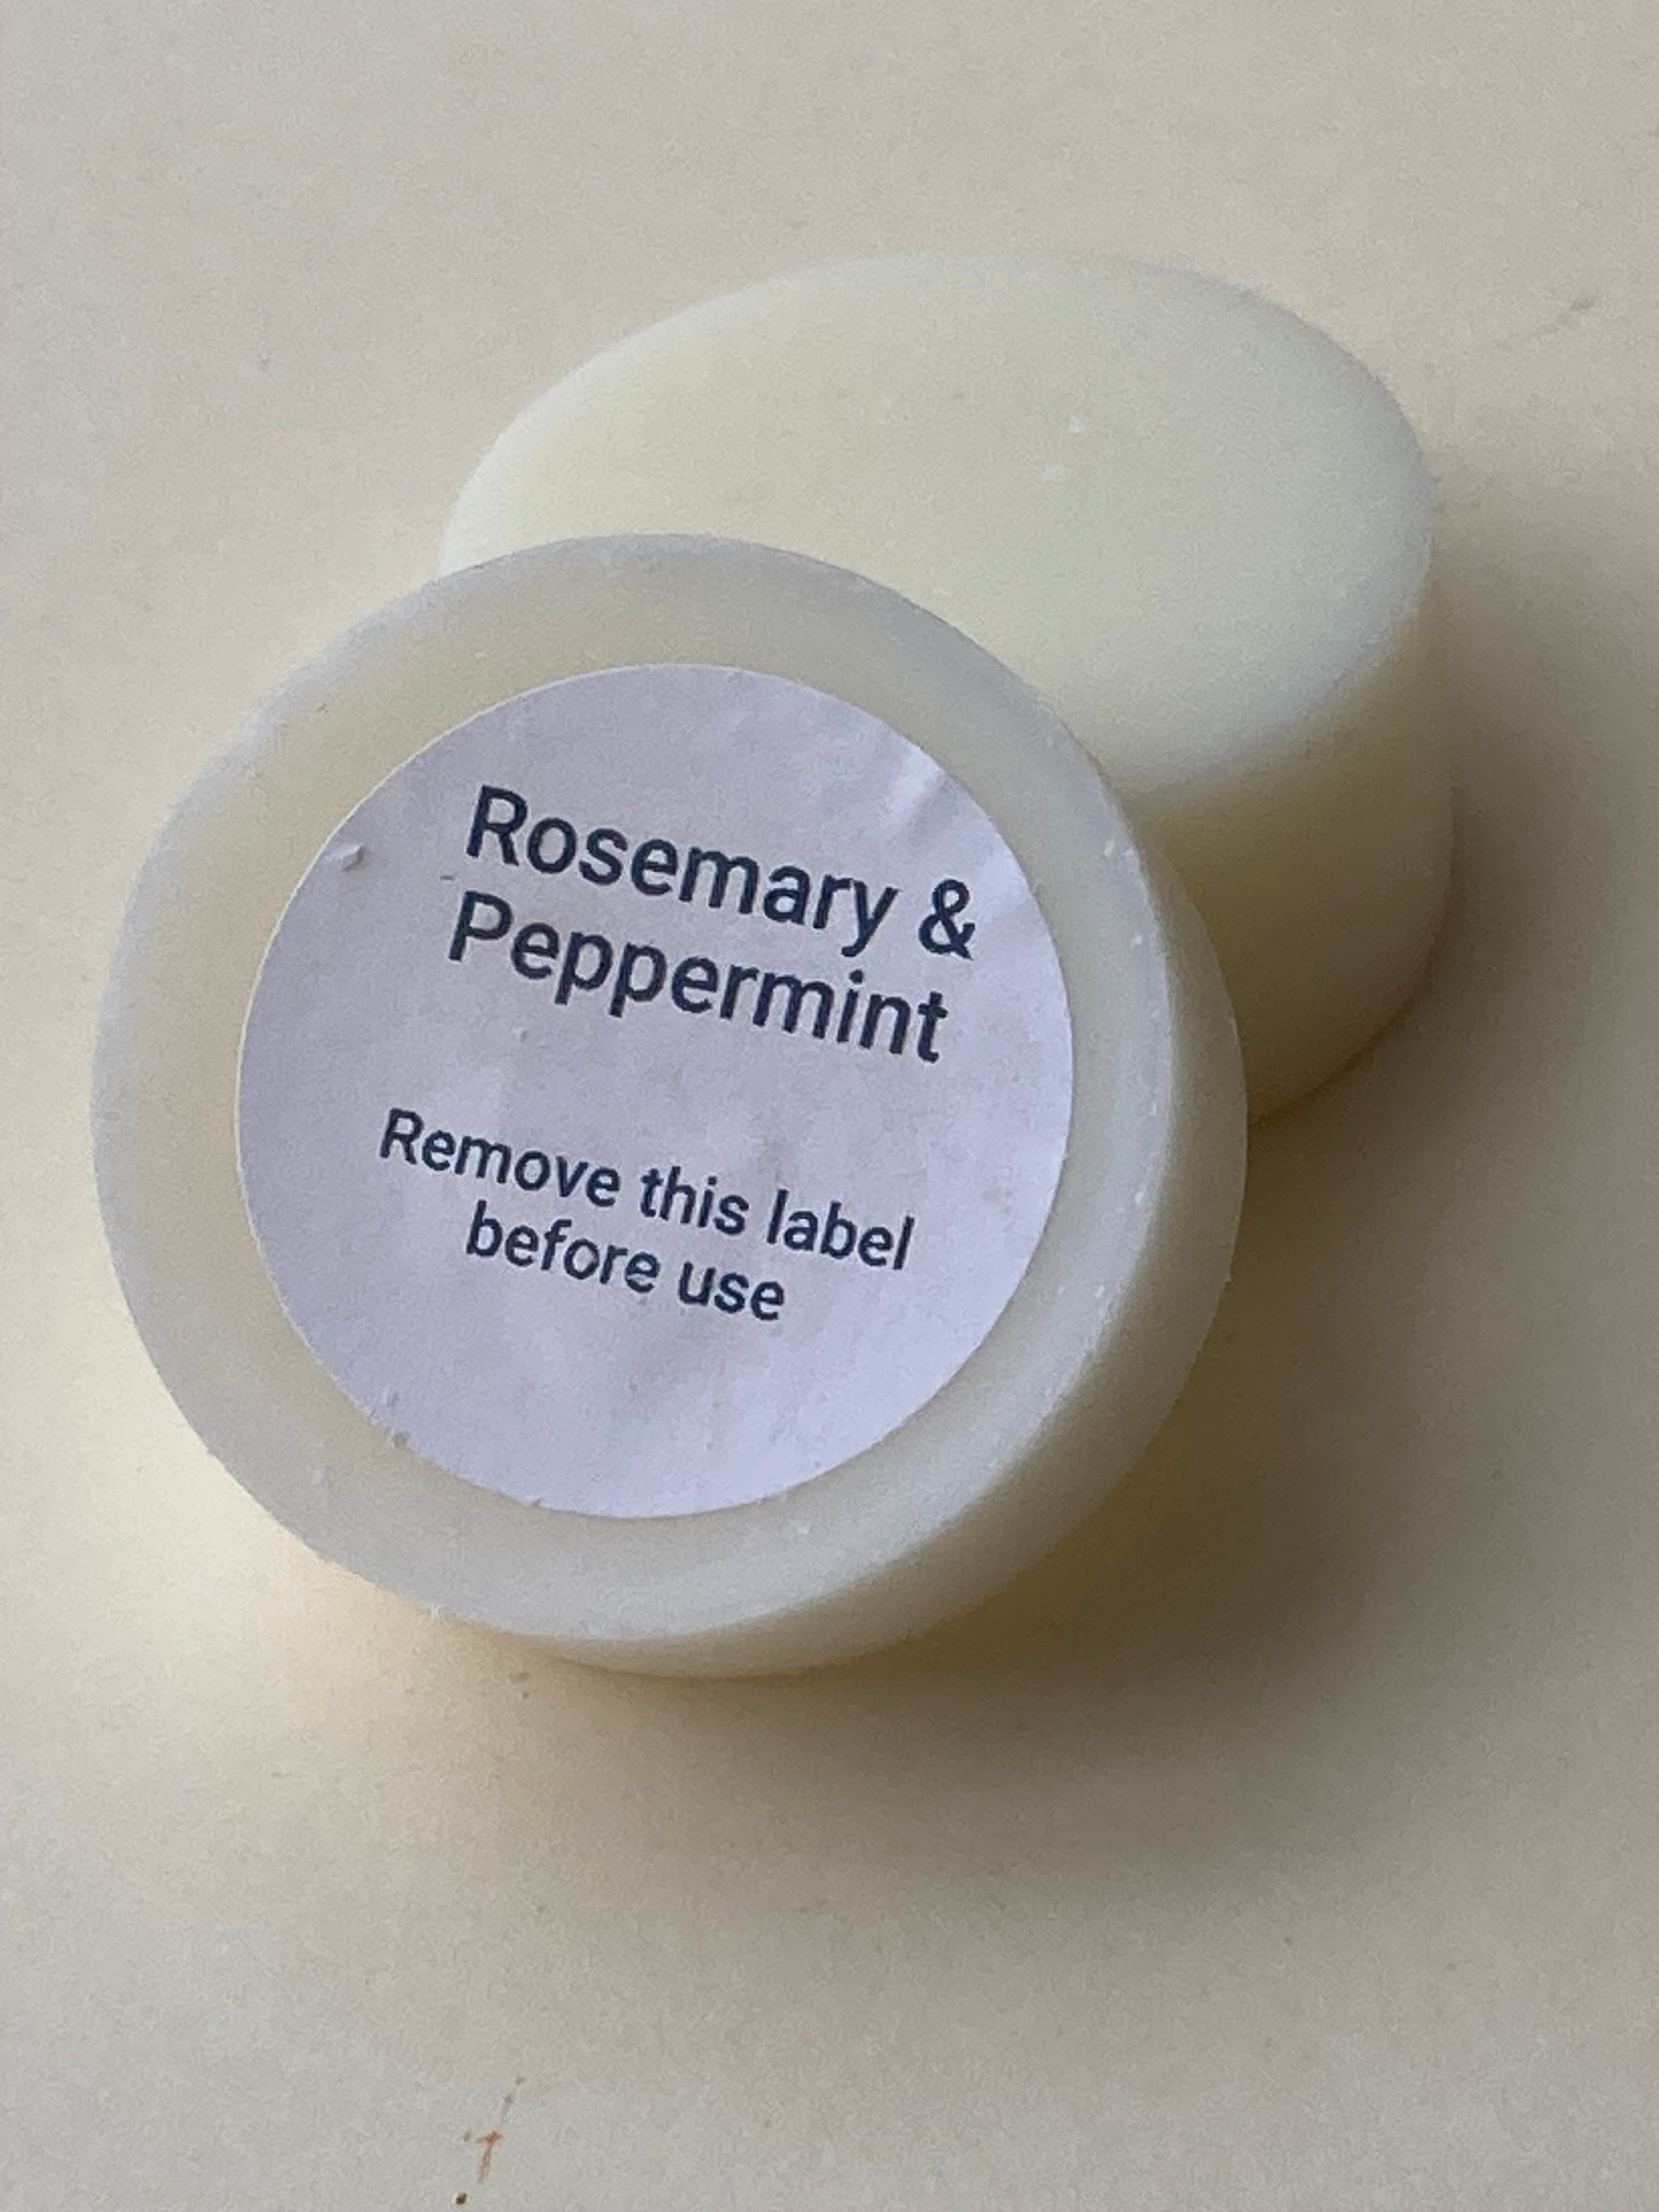 Rosemary &
Peppermint
Remove this label
before use